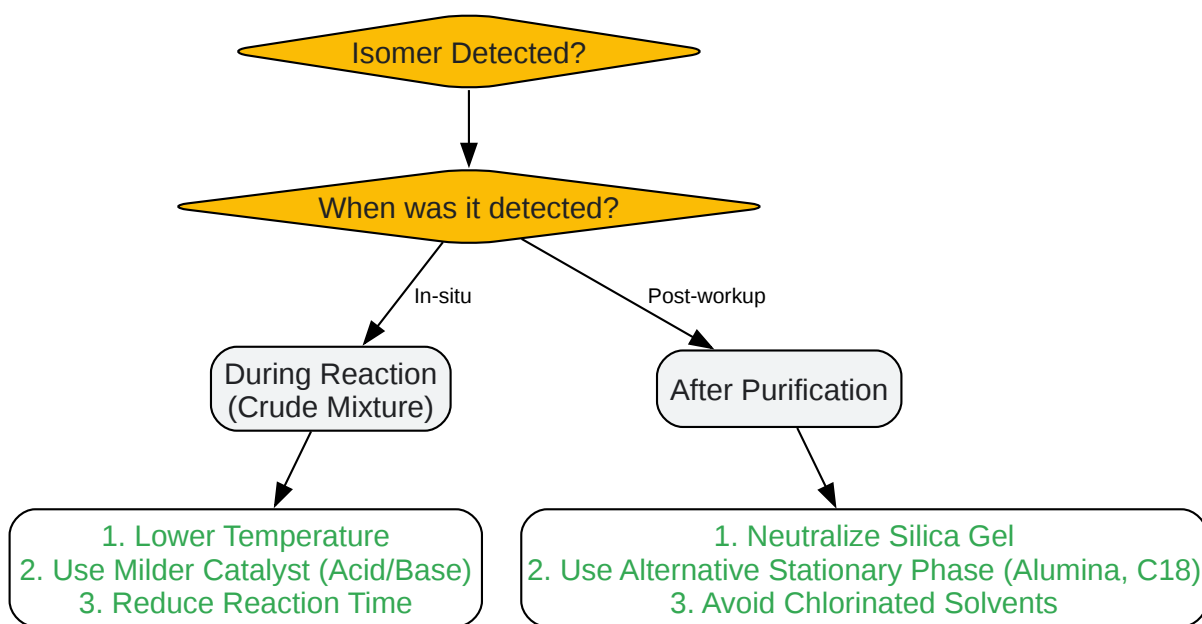 Isomer Detected?
When was it detected?
In-situ
Post-workup
During Reaction
(Crude Mixture)
After Purification
1. Lower Temperature
2. Use Milder Catalyst (Acid/Base)
3. Reduce Reaction Time
1. Neutralize Silica Gel
2. Use Alternative Stationary Phase (Alumina, C18)
3. Avoid Chlorinated Solvents